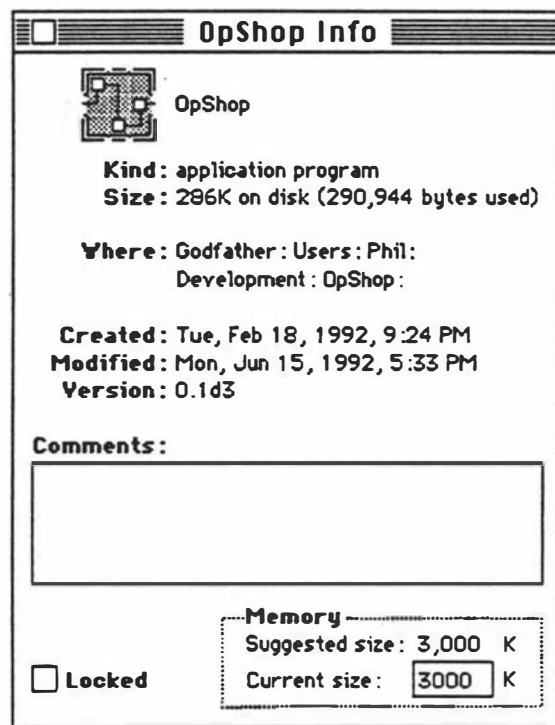 OpShop Info
OpShop
Kind: application program
Size: 286K on disk (290,944 bytes used)
Where: Godfather: Users: Phil:
Development: OpShop:
Created: Tue, Feb 18, 1992, 9:24 PM
Modified: Mon, Jun 15, 1992, 5:33 PM
Version: 0.1d3
Comments:
Memory
Suggested size: 3,000 K
Locked
Current size: 3000 K